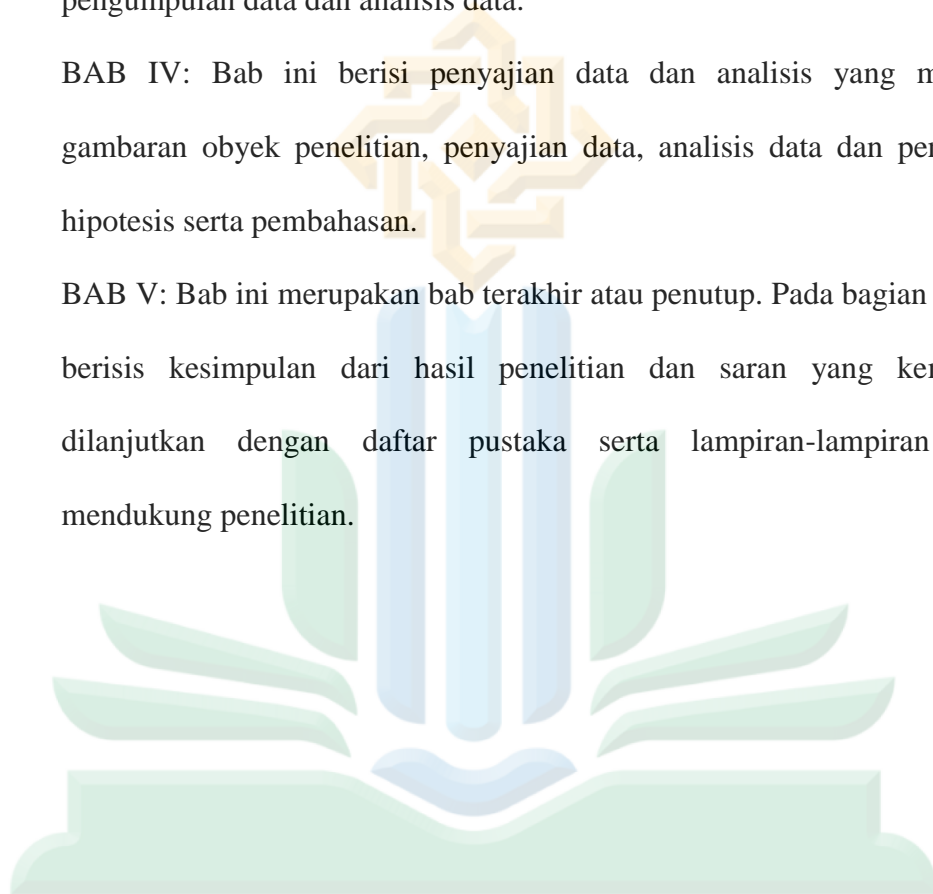 pengumpulan data dan analisis data.
BAB IV: Bab ini berisi penyajian data dan analisis yang
gambaran obyek penelitian, penyajian data, analisis data dan
hipotesis serta pembahasan.
BAB V: Bab ini merupakan bab terakhir atau penutup. Pada bagian
berisis kesimpulan dari hasil penelitian dan saran yang
dilanjutkan dengan daftar pustaka serta lampiran-lampiran
mendukung penelitian.